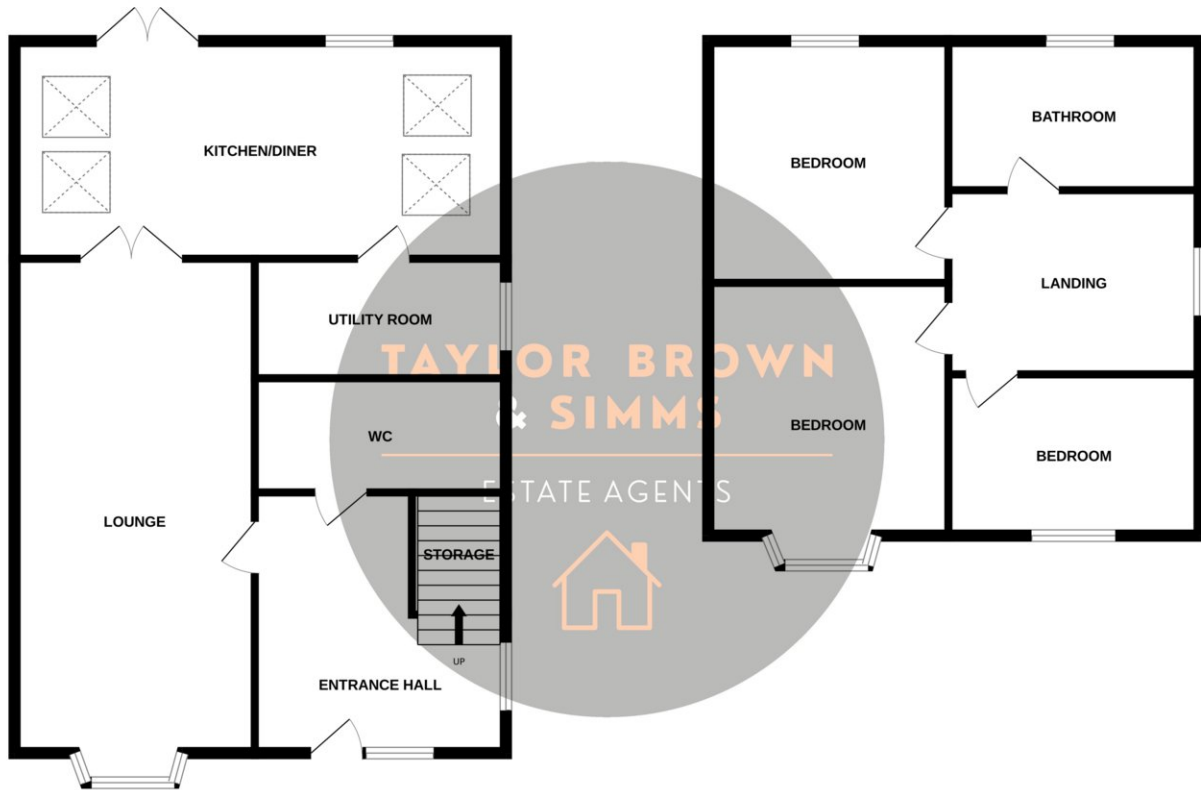 KITCHEN/DINER
UTILITY ROOM
WC
LOUNGE
STORAGE
UP
ENTRANCE HALL
BEDROOM
BATHROOM
LANDING
BEDROOM
BEDROOM
TAYLOR BROWN
& SIMMS
ESTATE AGENTS